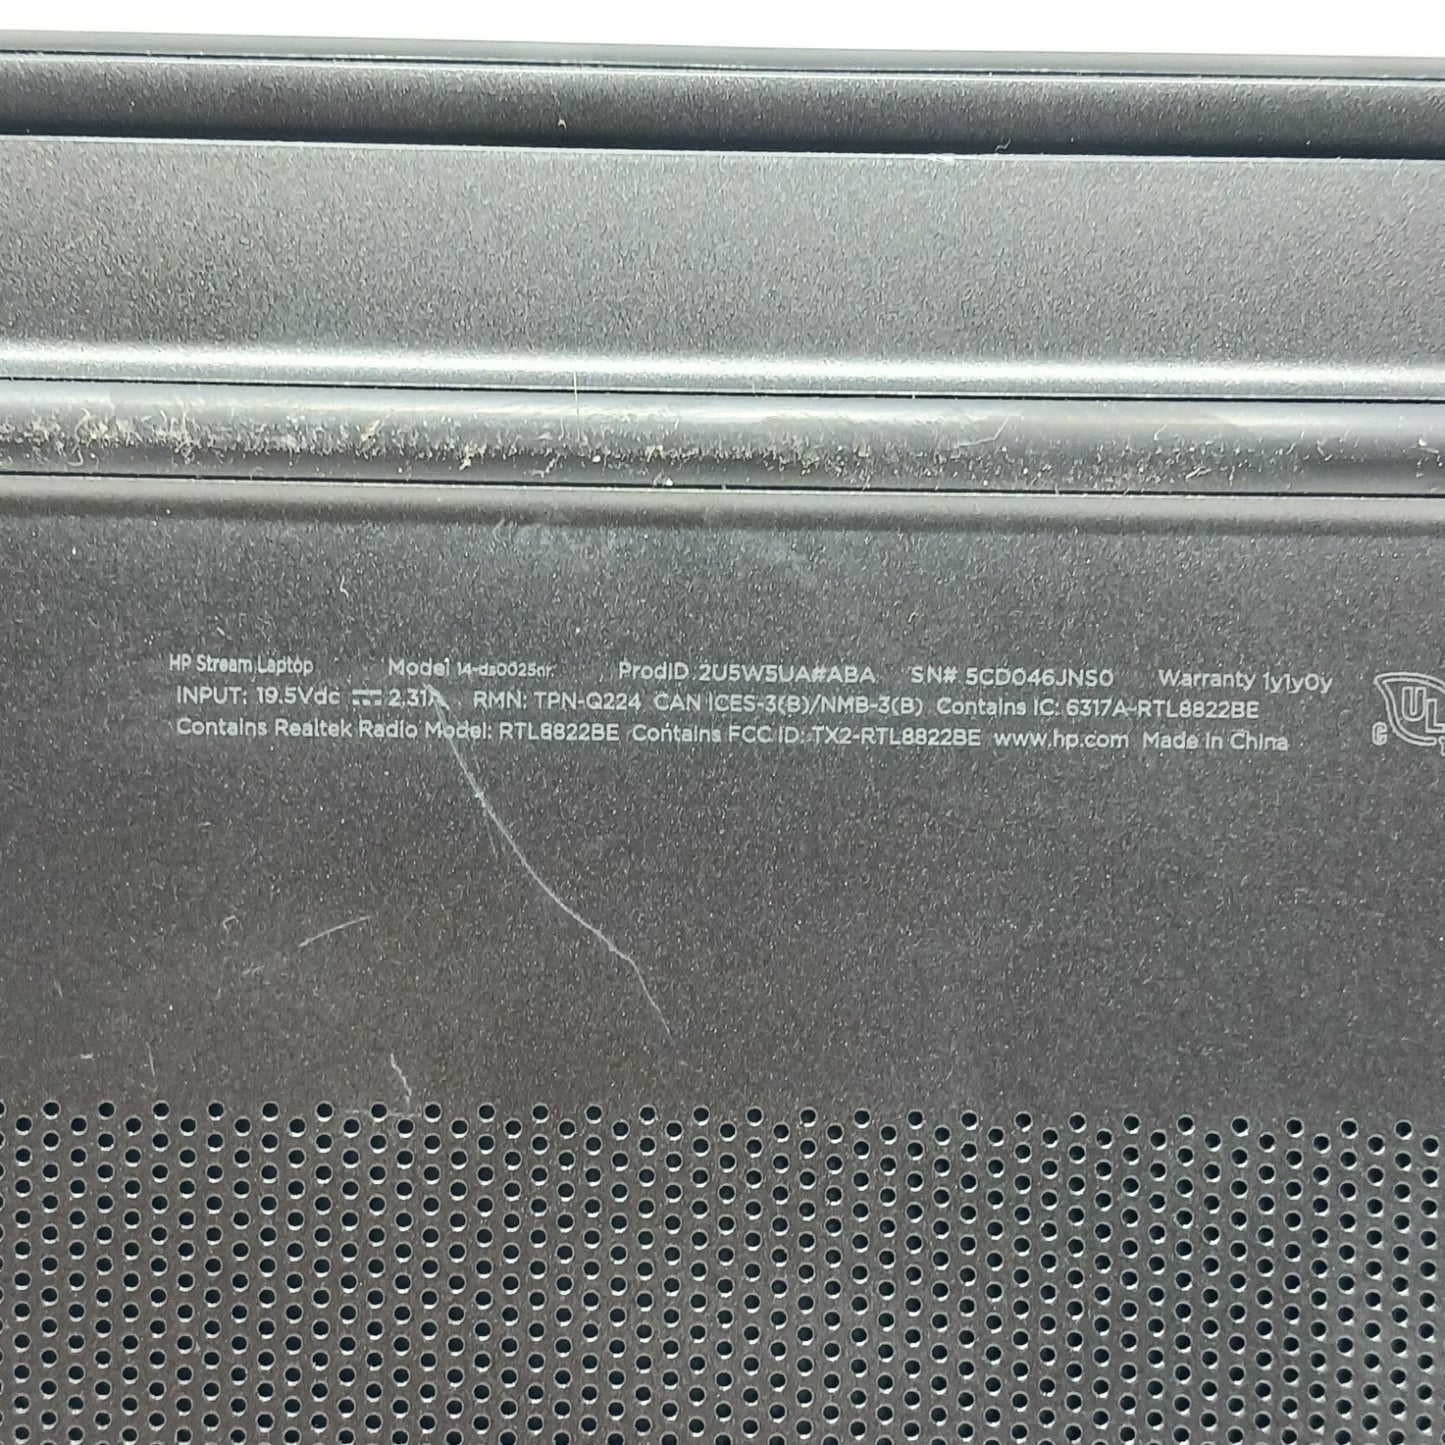 HP Stream Laptop Model 14-ds0025nr ProdID 2U5W5UA#ABA SN# 5CD046JNS0 Warranty 1y1y0y
INPUT: 19.5Vdc ⎓ 2.31A RMN: TPN-Q224 CAN ICES-3(B)/NMB-3(B) Contains IC: 6317A-RTL8822BE
Contains Realtek Radio Model: RTL8822BE Contains FCC ID: TX2-RTL8822BE www.hp.com Made in China
c UL